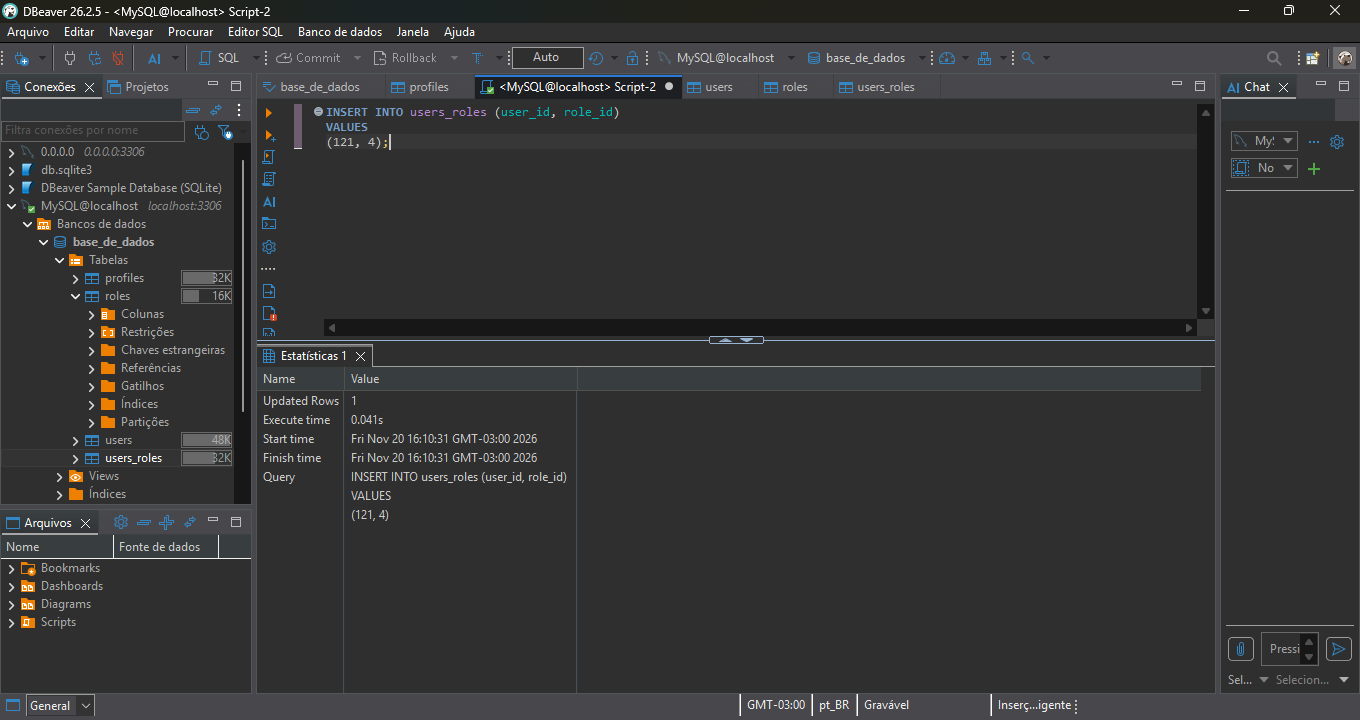 DBeaver 26.2.5 - <MySQL@localhost> Script-2
Arquivo Editar Navegar Procurar Editor SQL Banco de dados Janela Ajuda
AI SQL Commit Rollback T Auto MySQL@localhost base_de_dados
Conexões Projetos
base_de_dados profiles <MySQL@localhost> Script-2 users roles users_roles
AI Chat
Filtra conexões por nome
0.0.0.0 0.0.0.0:3306
db.sqlite3
DBeaver Sample Database (SQLite)
MySQL@localhost localhost:3306
Bancos de dados
base_de_dados
Tabelas
profiles 32K
roles 16K
Colunas
Restrições
Chaves estrangeiras
Referências
Gatilhos
Índices
Partições
users 48K
users_roles 32K
Views
Índices
INSERT INTO users_roles (user_id, role_id)
VALUES
(121, 4);
AI
My:
No
Estatísticas 1
Name Value
Updated Rows 1
Execute time 0.041s
Start time Fri Nov 20 16:10:31 GMT-03:00 2026
Finish time Fri Nov 20 16:10:31 GMT-03:00 2026
Query INSERT INTO users_roles (user_id, role_id)
VALUES
(121, 4)
Arquivos
Nome Fonte de dados
Bookmarks
Dashboards
Diagrams
Scripts
Pressi
Sel... Selecion...
General
GMT-03:00 pt_BR Gravável Inserç...igente